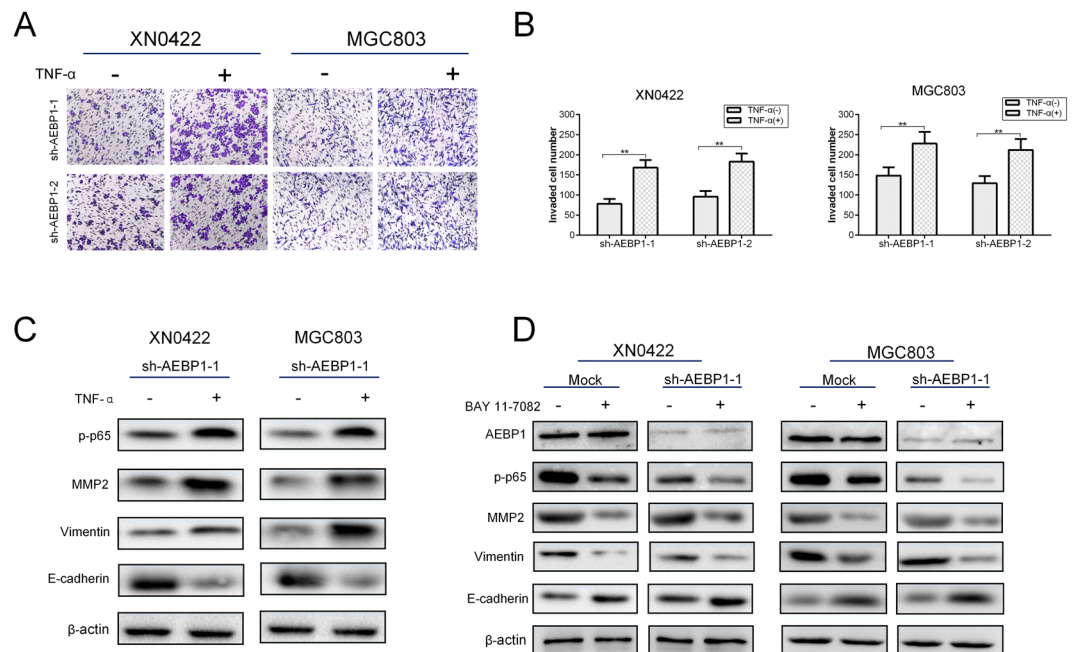 A
XN0422 MGC803
TNF-α - + - +
sh-AEBP1-1
sh-AEBP1-2
B
XN0422
TNF-α(-)
TNF-α(+)
Invaded cell number
300
250
200
150
100
50
0
** **
sh-AEBP1-1 sh-AEBP1-2
MGC803
TNF-α(-)
TNF-α(+)
Invaded cell number
300
250
200
150
100
50
0
** **
sh-AEBP1-1 sh-AEBP1-2
C
XN0422 MGC803
sh-AEBP1-1 sh-AEBP1-1
TNF-α - + - +
p-p65
MMP2
Vimentin
E-cadherin
β-actin
D
XN0422 MGC803
Mock sh-AEBP1-1 Mock sh-AEBP1-1
BAY 11-7082 - + - + - + - +
AEBP1
p-p65
MMP2
Vimentin
E-cadherin
β-actin